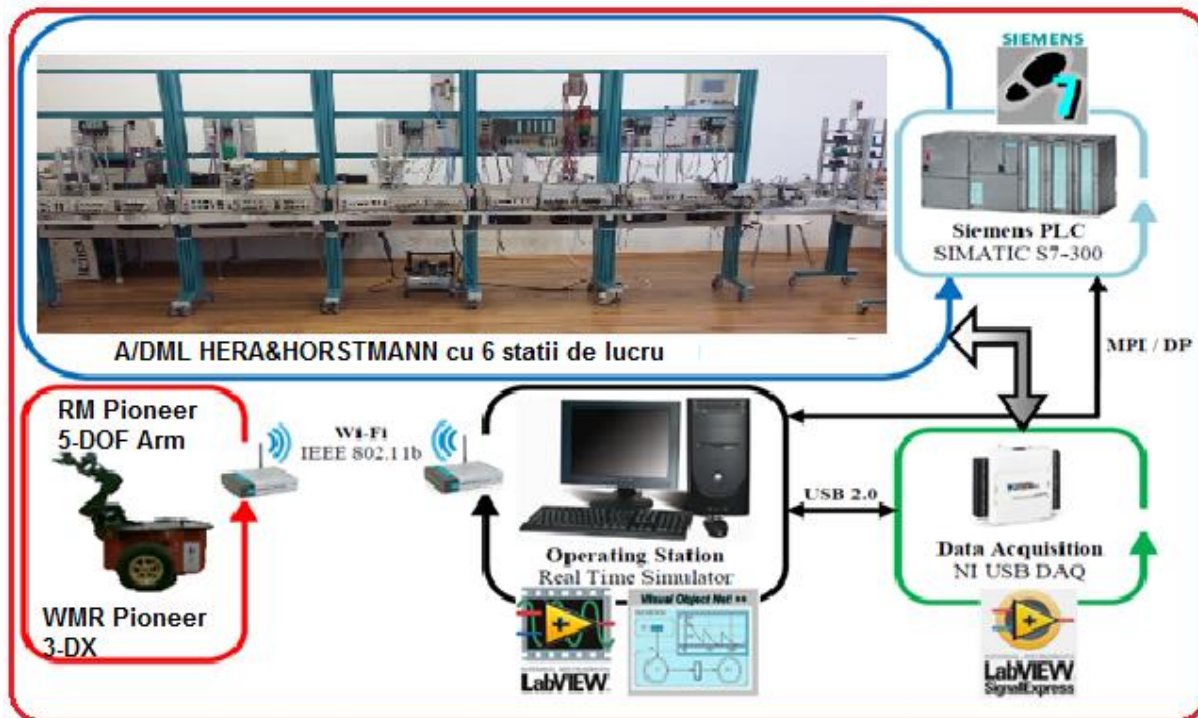 SIEMENS
7
Siemens PLC
SIMATIC S7-300
A/DML HERA&HORSTMANN cu 6 statii de lucru
MPI / DP
RM Pioneer
5-DOF Arm
Wi-Fi
IEEE 802.11b
WMR Pioneer
3-DX
Operating Station
Real Time Simulator
USB 2.0
Data Acquisition
NI USB DAQ
LabVIEW
Visual Object Net! ++
LabVIEW
SignalExpress